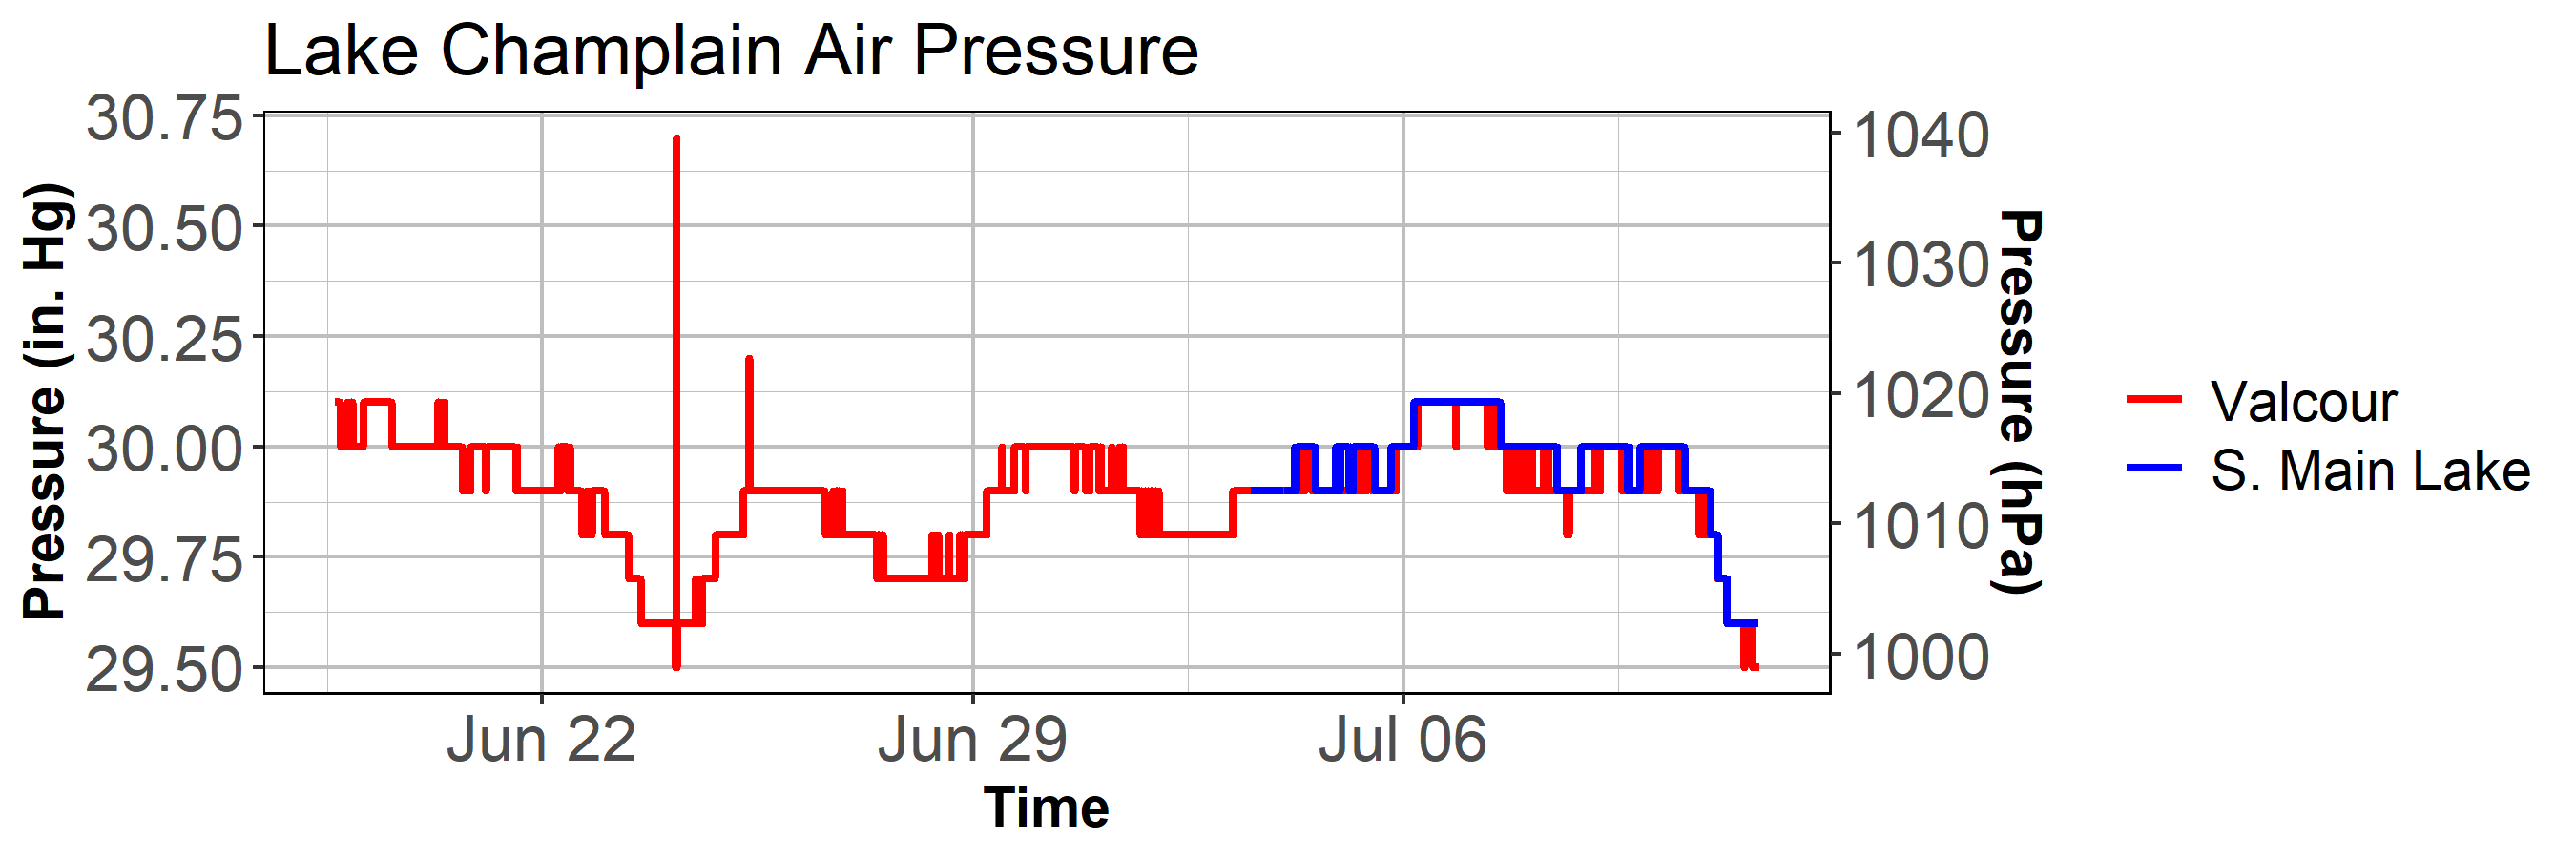 Lake Champlain Air Pressure
Pressure (in. Hg)
30.75
30.50
30.25
30.00
29.75
29.50
1040
1030
1020
1010
1000
Pressure (hPa)
Jun 22
Jun 29
Jul 06
Time
Valcour
S. Main Lake